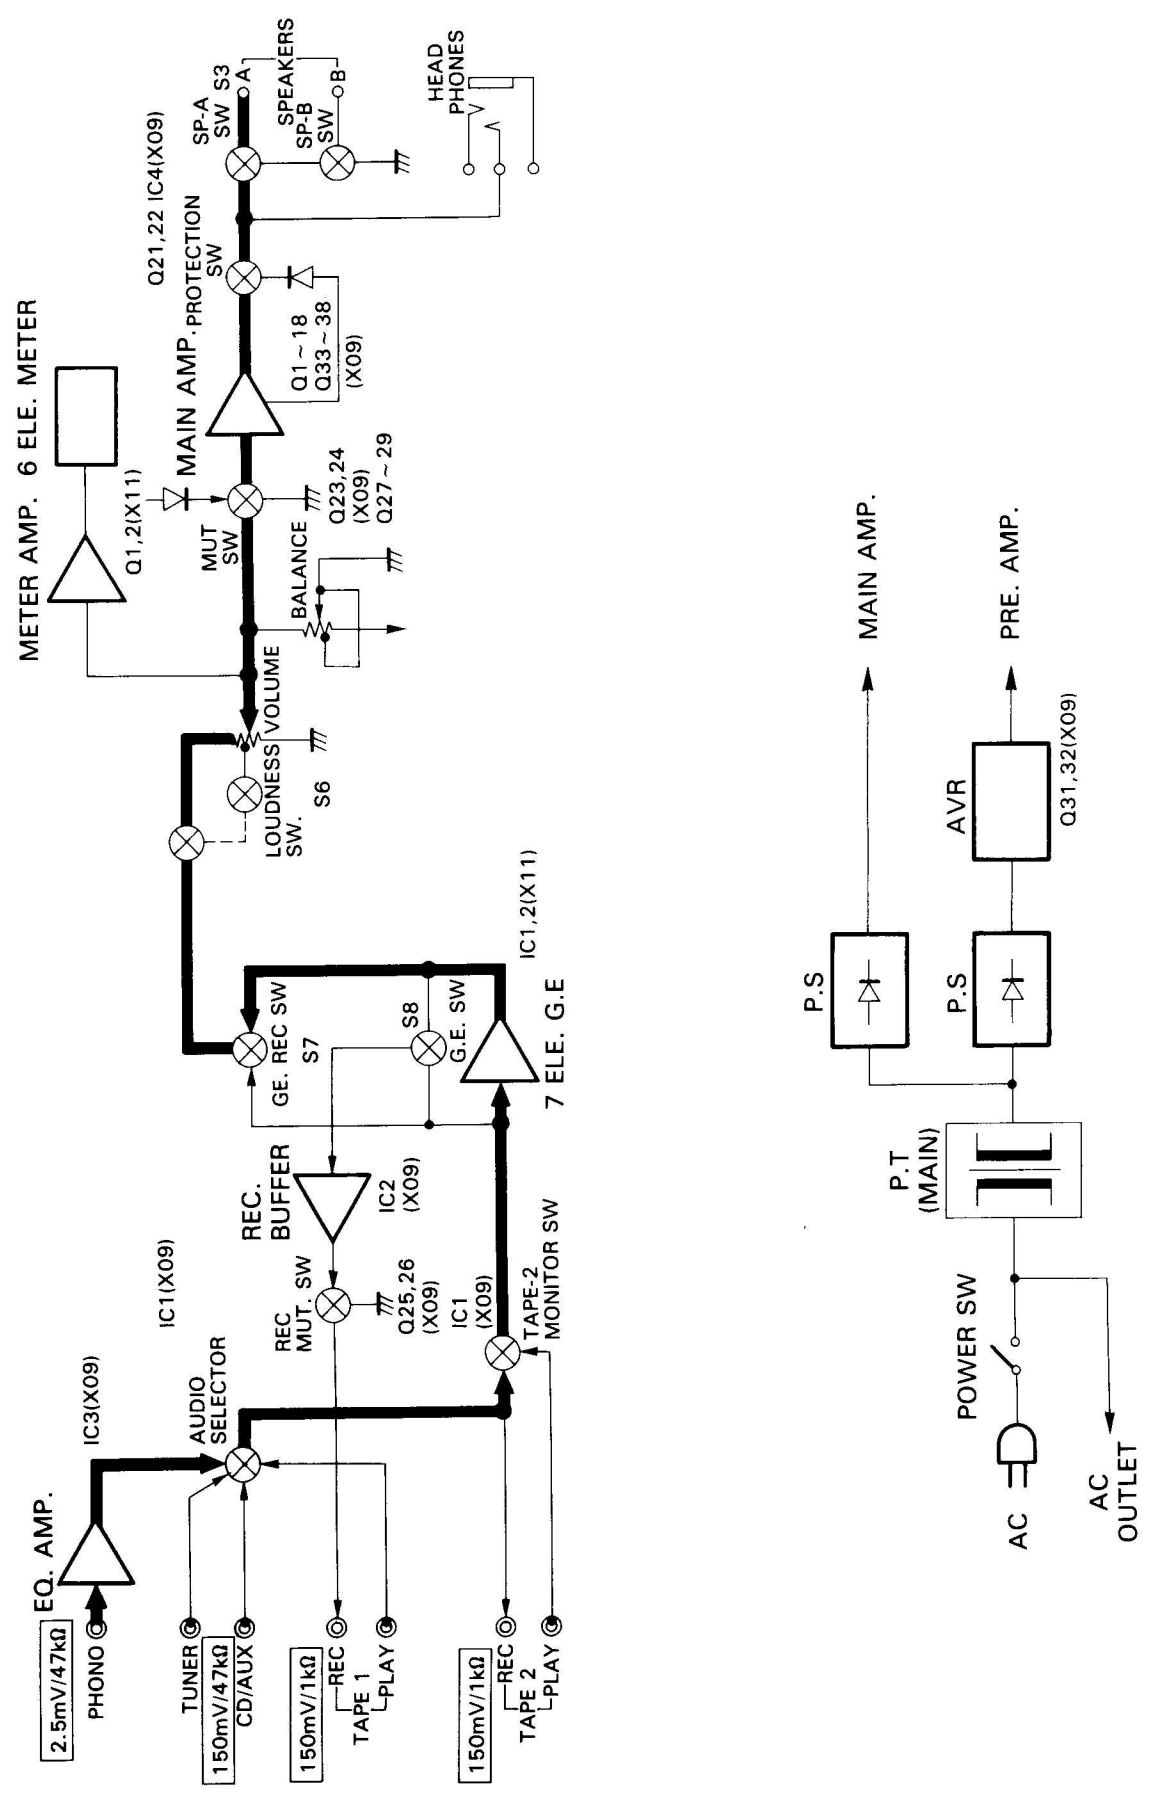 2.5mV/47kΩ
PHONO
EQ. AMP.
IC3(X09)
TUNER
150mV/47kΩ
CD/AUX
AUDIO
SELECTOR
IC1(X09)
150mV/1kΩ
REC
TAPE 1
PLAY
150mV/1kΩ
REC
TAPE 2
PLAY
REC
MUT. SW
Q25,26
(X09)
IC1
(X09)
TAPE-2
MONITOR SW
REC.
BUFFER
IC2
(X09)
GE. REC SW
S7
S8
G.E. SW
7 ELE. G.E
IC1,2(X11)
LOUDNESS
SW.
S6
VOLUME
METER AMP.
6 ELE. METER
Q1,2(X11)
BALANCE
MUT
SW
Q23,24
(X09)
Q27~29
MAIN AMP.
Q1~18
Q33~38
(X09)
PROTECTION
SW
Q21,22 IC4(X09)
SP-A
SW
S3
A
SPEAKERS
SP-B
SW
B
HEAD
PHONES
AC
POWER SW
AC
OUTLET
P.T
(MAIN)
P.S
MAIN AMP.
P.S
AVR
Q31,32(X09)
PRE. AMP.